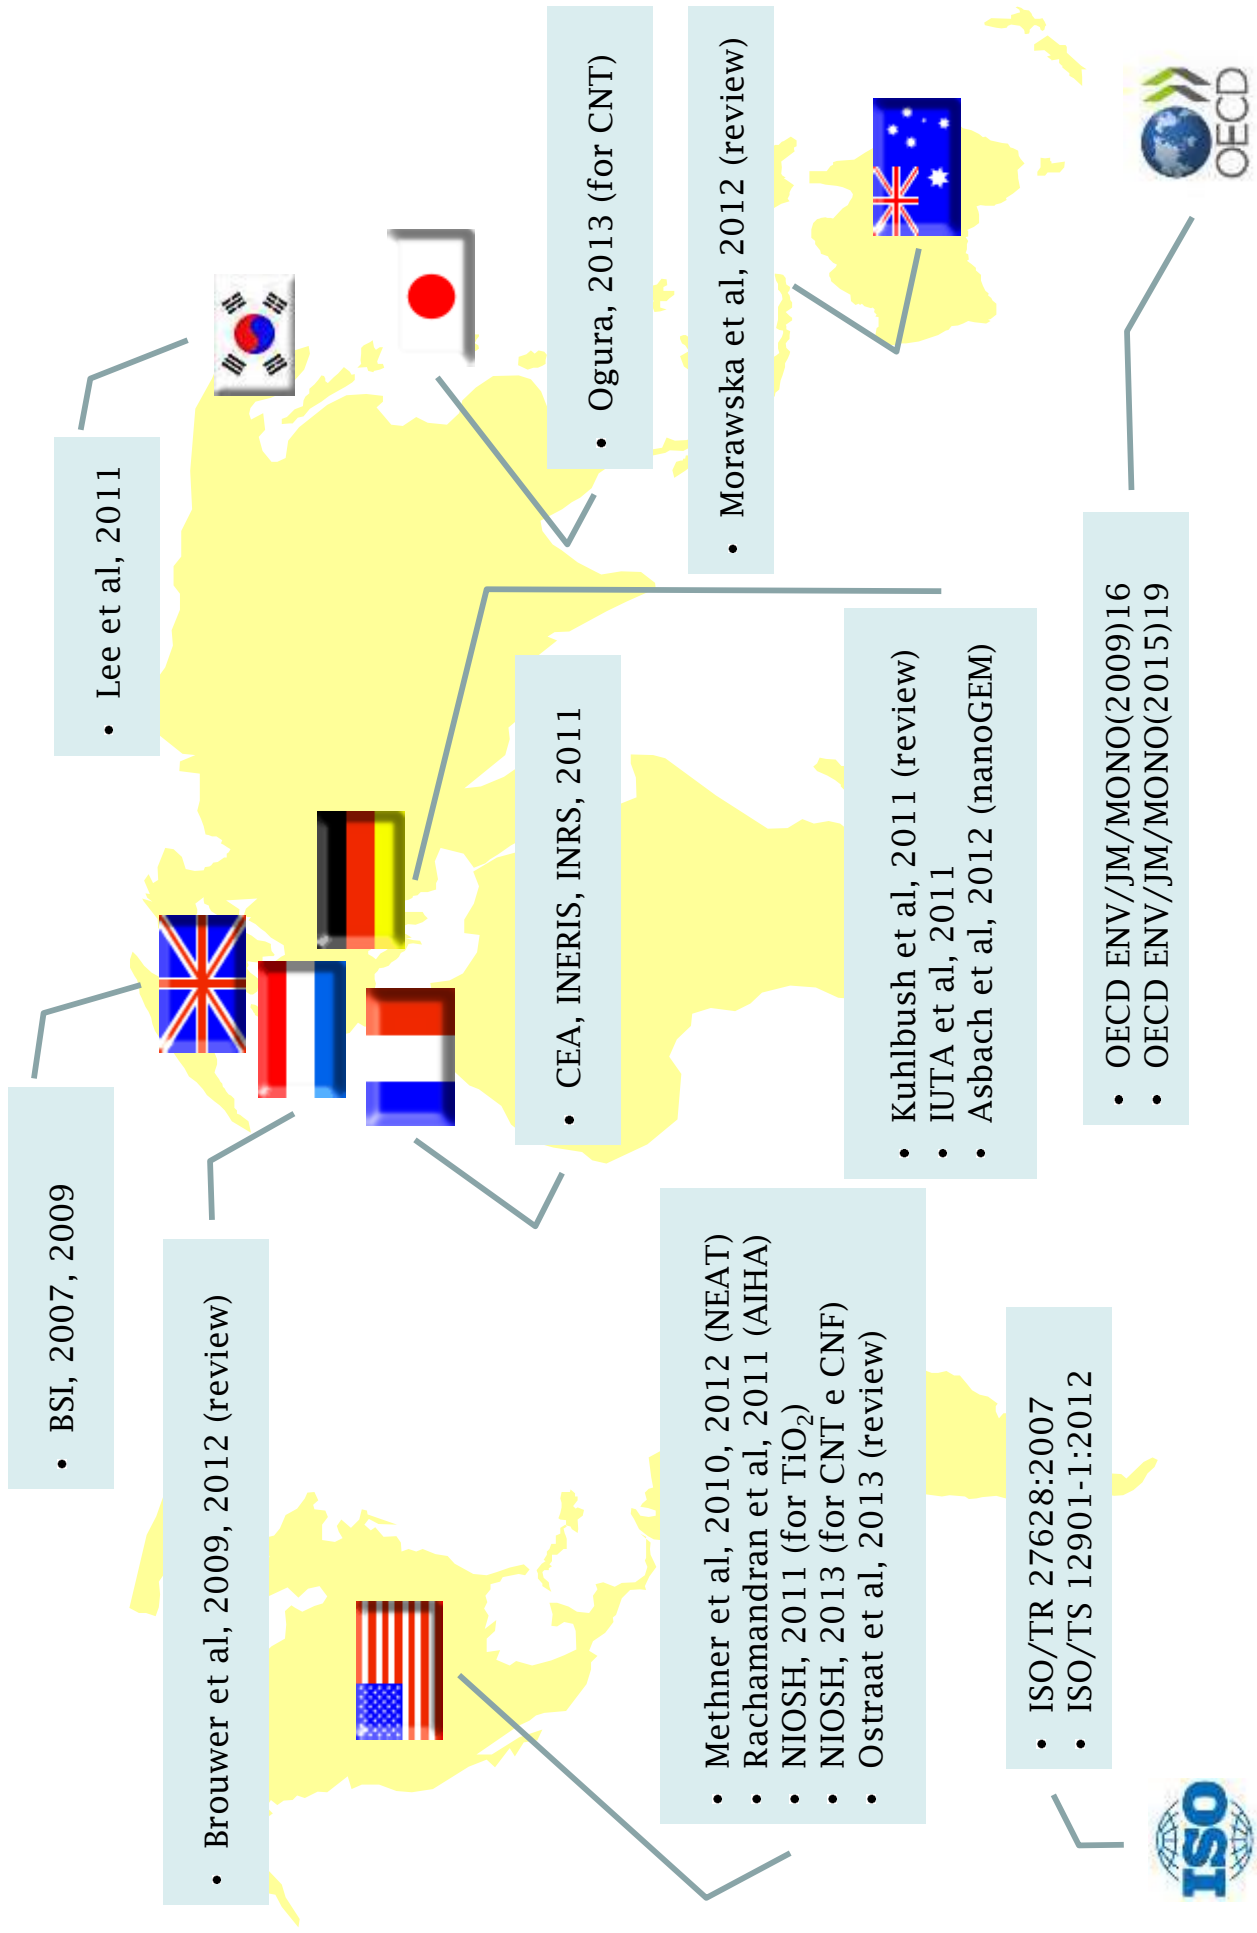 BSI, 2007, 2009
Lee et al, 2011
Brouwer et al, 2009, 2012 (review)
CEA, INERIS, INRS, 2011
Ogura, 2013 (for CNT)
Methner et al, 2010, 2012 (NEAT)
Rachamandran et al, 2011 (AIHA)
NIOSH, 2011 (for TiO₂)
NIOSH, 2013 (for CNT e CNF)
Ostraat et al, 2013 (review)
Morawska et al, 2012 (review)
Kuhlbush et al, 2011 (review)
IUTA et al, 2011
Asbach et al, 2012 (nanoGEM)
ISO/TR 27628:2007
ISO/TS 12901-1:2012
OECD ENV/JM/MONO(2009)16
OECD ENV/JM/MONO(2015)19
ISO
OECD